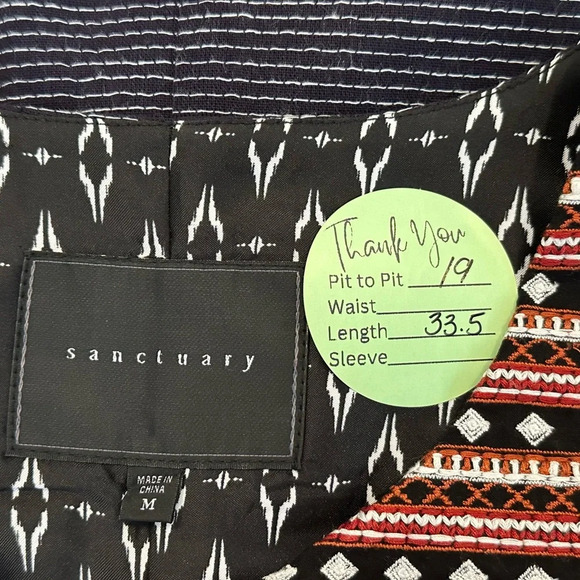 Thank You
Pit to Pit 19
Waist
Length 33.5
Sleeve
sanctuary
MADE IN
CHINA
M